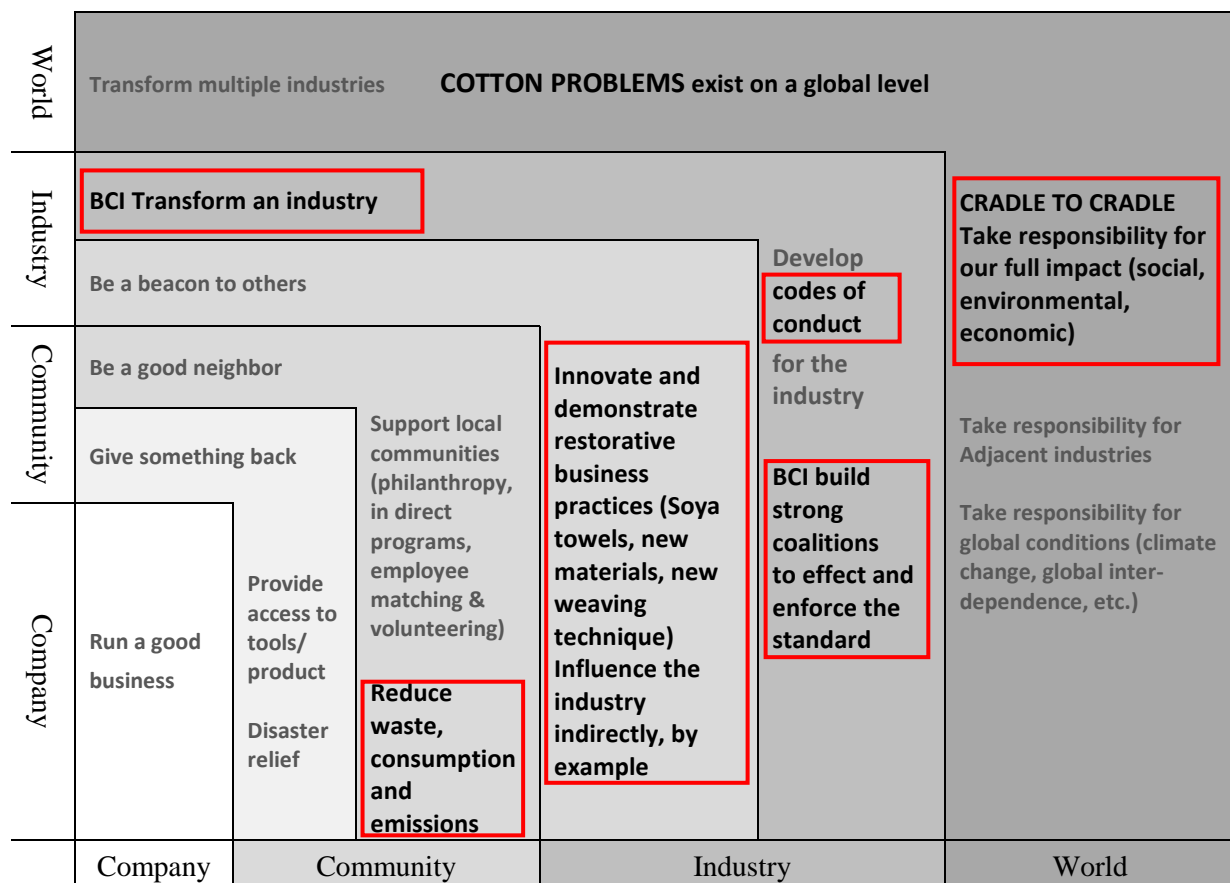 World
Transform multiple industries
COTTON PROBLEMS exist on a global level
Industry
BCI Transform an industry
Be a beacon to others
Develop
codes of
conduct
for the
industry
CRADLE TO CRADLE
Take responsibility for
our full impact (social,
environmental,
economic)
Community
Be a good neighbor
Give something back
Support local
communities
(philanthropy,
in direct
programs,
employee
matching &
volunteering)
Innovate and
demonstrate
restorative
business
practices (Soya
towels, new
materials, new
weaving
technique)
Influence the
industry
indirectly, by
example
BCI build
strong
coalitions
to effect and
enforce the
standard
Take responsibility for
Adjacent industries
Take responsibility for
global conditions (climate
change, global inter-
dependence, etc.)
Company
Run a good
business
Provide
access to
tools/
product
Disaster
relief
Reduce
waste,
consumption
and
emissions
Company
Community
Industry
World